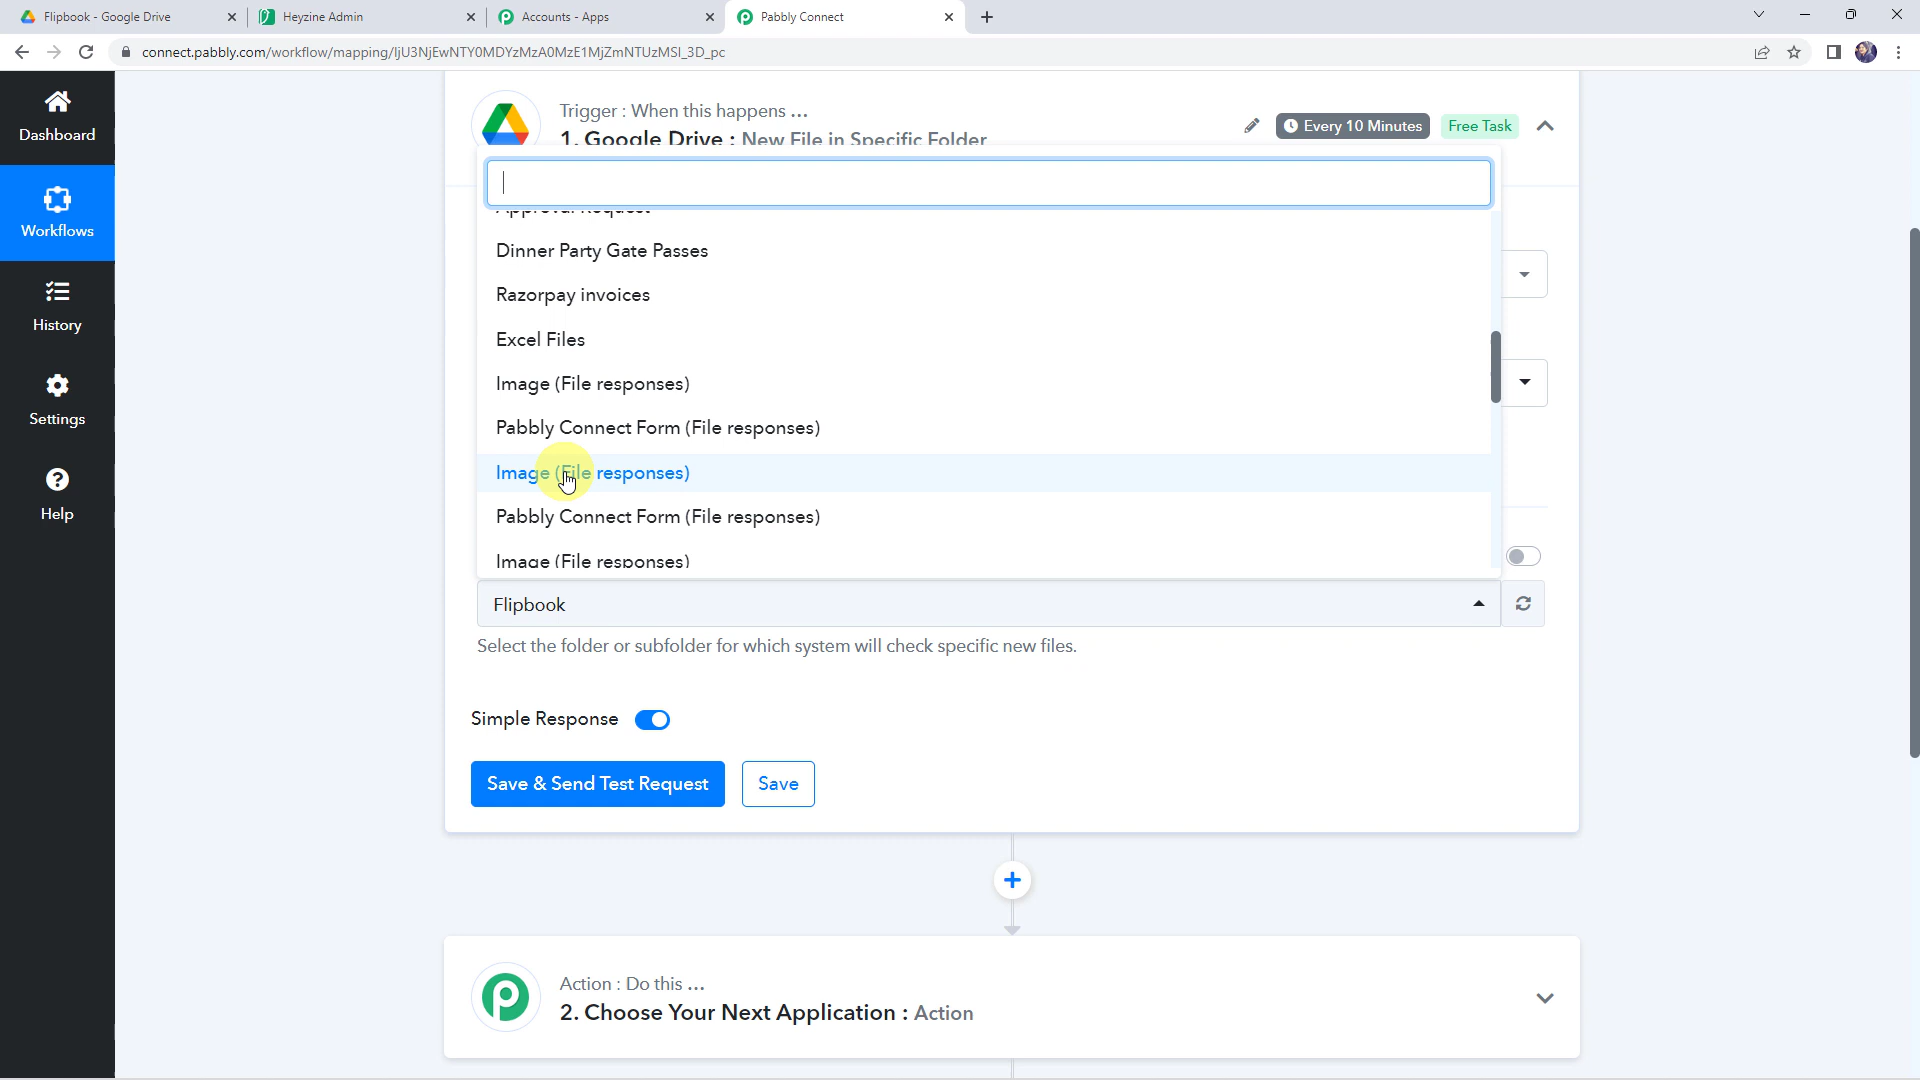 Flipbook - Google Drive
Heyzine Admin
Accounts - Apps
Pabbly Connect
connect.pabbly.com/workflow/mapping/IjU3NjEwNTY0MDYzMzA0MzE1MjZmNTUzMSI_3D_pc
Dashboard
Workflows
History
Settings
Help
Trigger : When this happens ...
1. Google Drive : New File in Specific Folder
Every 10 Minutes
Free Task
Approval Request
Dinner Party Gate Passes
Razorpay invoices
Excel Files
Image (File responses)
Pabbly Connect Form (File responses)
Image (File responses)
Pabbly Connect Form (File responses)
Image (File responses)
Flipbook
Select the folder or subfolder for which system will check specific new files.
Simple Response
Save & Send Test Request
Save
Action : Do this ...
2. Choose Your Next Application : Action